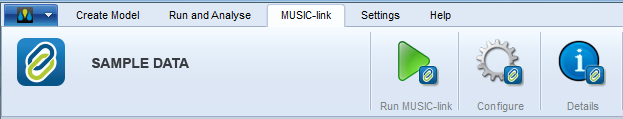 Create Model Run and Analyse MUSIC-link Settings Help
SAMPLE DATA
Run MUSIC-link Configure Details